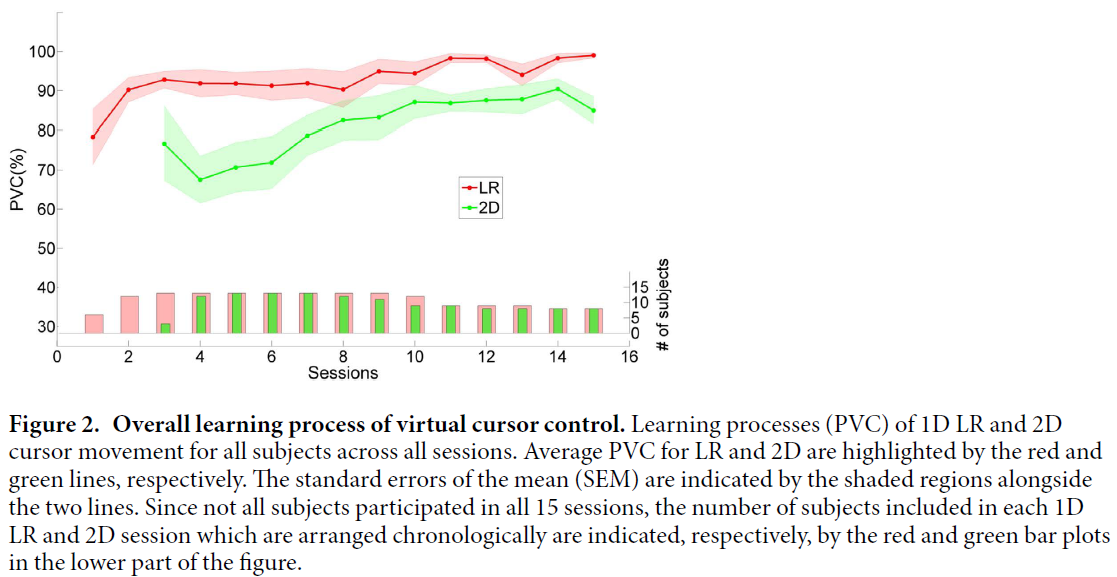 100
90
80
70
60
50
40
30
PVC(%)
LR
2D
15
10
5
0
# of subjects
0 2 4 6 8 10 12 14 16
Sessions
Figure 2. Overall learning process of virtual cursor control. Learning processes (PVC) of 1D LR and 2D
cursor movement for all subjects across all sessions. Average PVC for LR and 2D are highlighted by the red and
green lines, respectively. The standard errors of the mean (SEM) are indicated by the shaded regions alongside
the two lines. Since not all subjects participated in all 15 sessions, the number of subjects included in each 1D
LR and 2D session which are arranged chronologically are indicated, respectively, by the red and green bar plots
in the lower part of the figure.